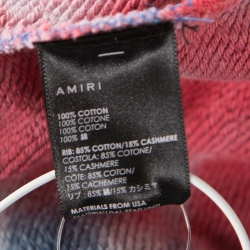 AMIRI
100% COTTON
100% COTONE
100% COTON
100% 綿
RIB: 85% COTTON/15% CASHMERE
COSTOLA: 85% COTONE/
15% CACHEMERE
CÔTE: 85% COTON/
15% CACHEMIRE
リブ: 85% 綿/15% カシミヤ
MATERIALS FROM USA